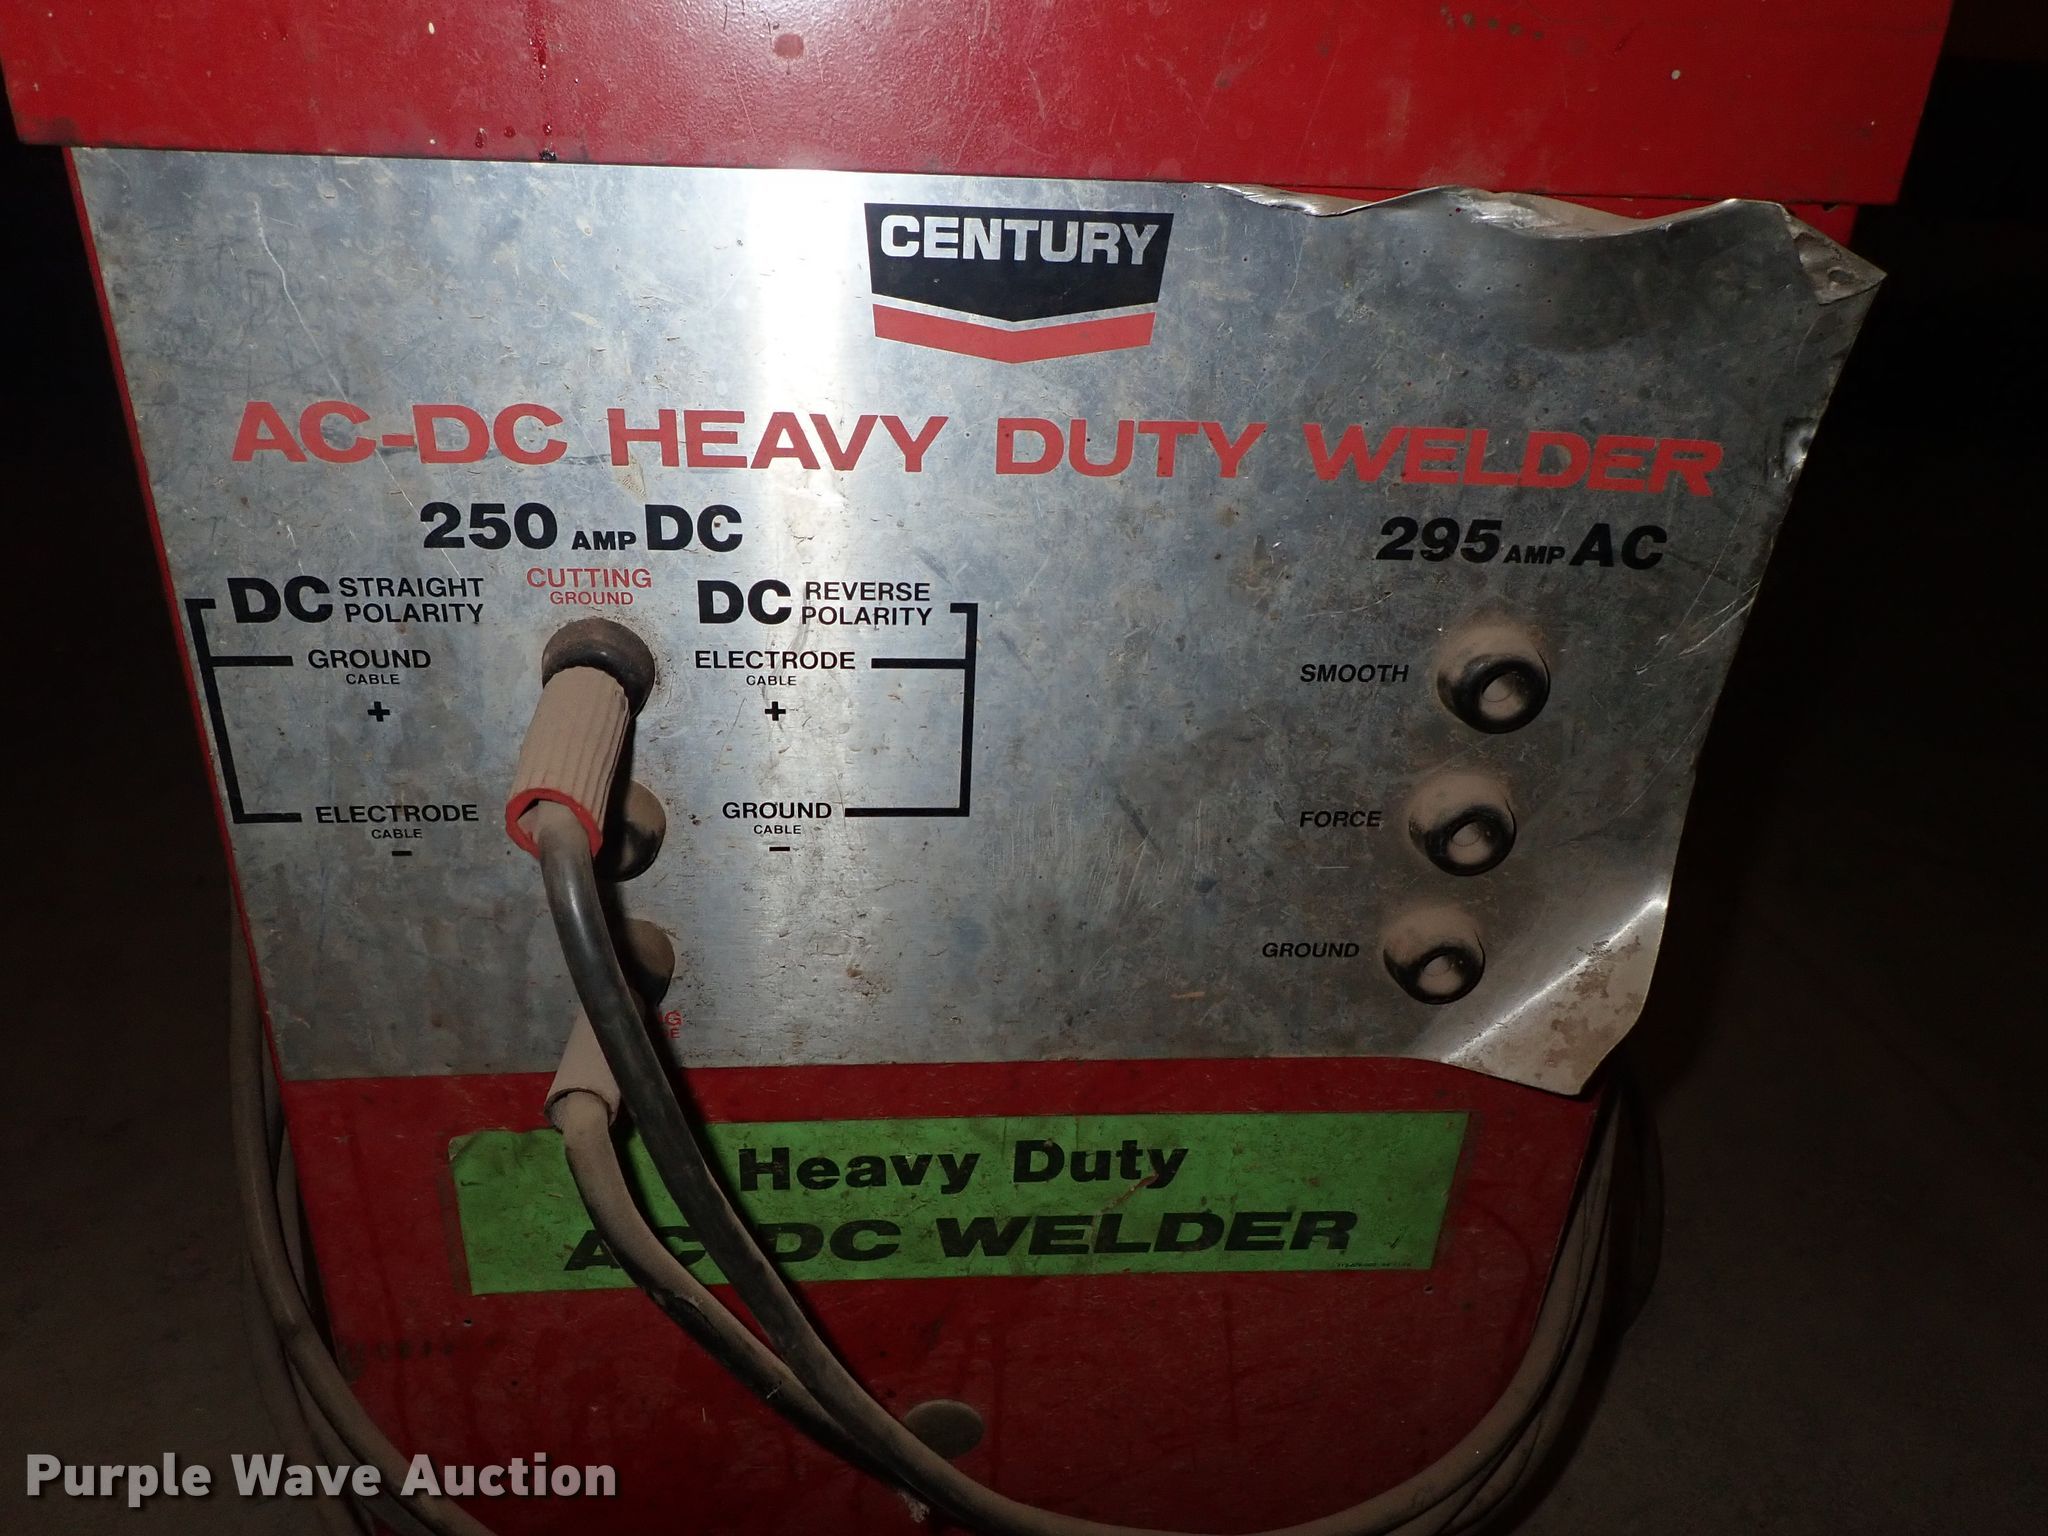 CENTURY
AC-DC HEAVY DUTY WELDER
250 AMP DC
295 AMP AC
DC STRAIGHT POLARITY
CUTTING
GROUND
DC REVERSE POLARITY
GROUND
CABLE
+
ELECTRODE
CABLE
+
SMOOTH
ELECTRODE
CABLE
-
GROUND
CABLE
-
FORCE
GROUND
Heavy Duty
AC/DC WELDER
Purple Wave Auction